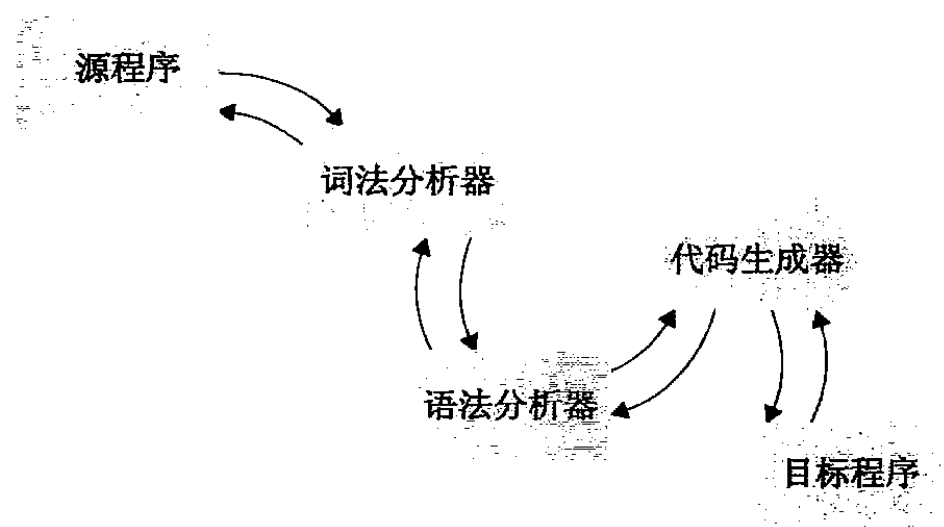 源程序
词法分析器
代码生成器
语法分析器
目标程序